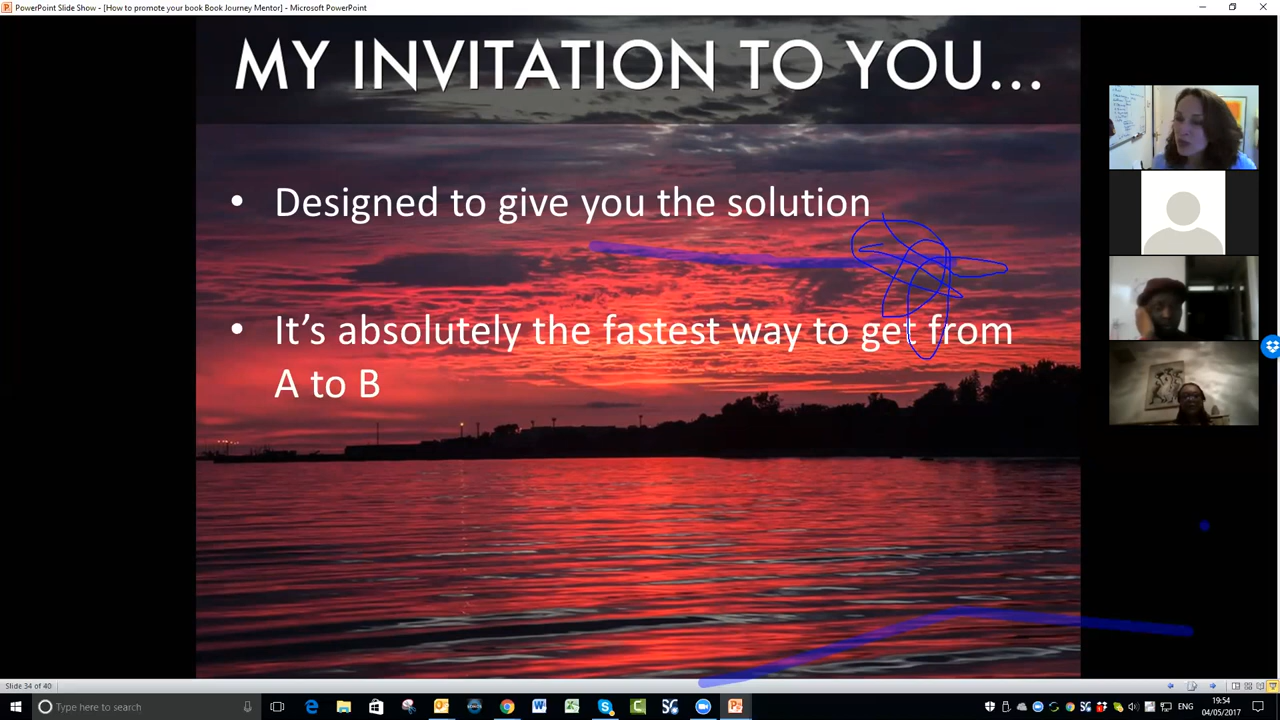 PowerPoint Slide Show - [How to promote your book Book Journey Mentor] - Microsoft PowerPoint
MY INVITATION TO YOU...
• Designed to give you the solution
• It's absolutely the fastest way to get from
A to B
Slide 34 of 40
Type here to search
ENG
19:54
04/05/2017